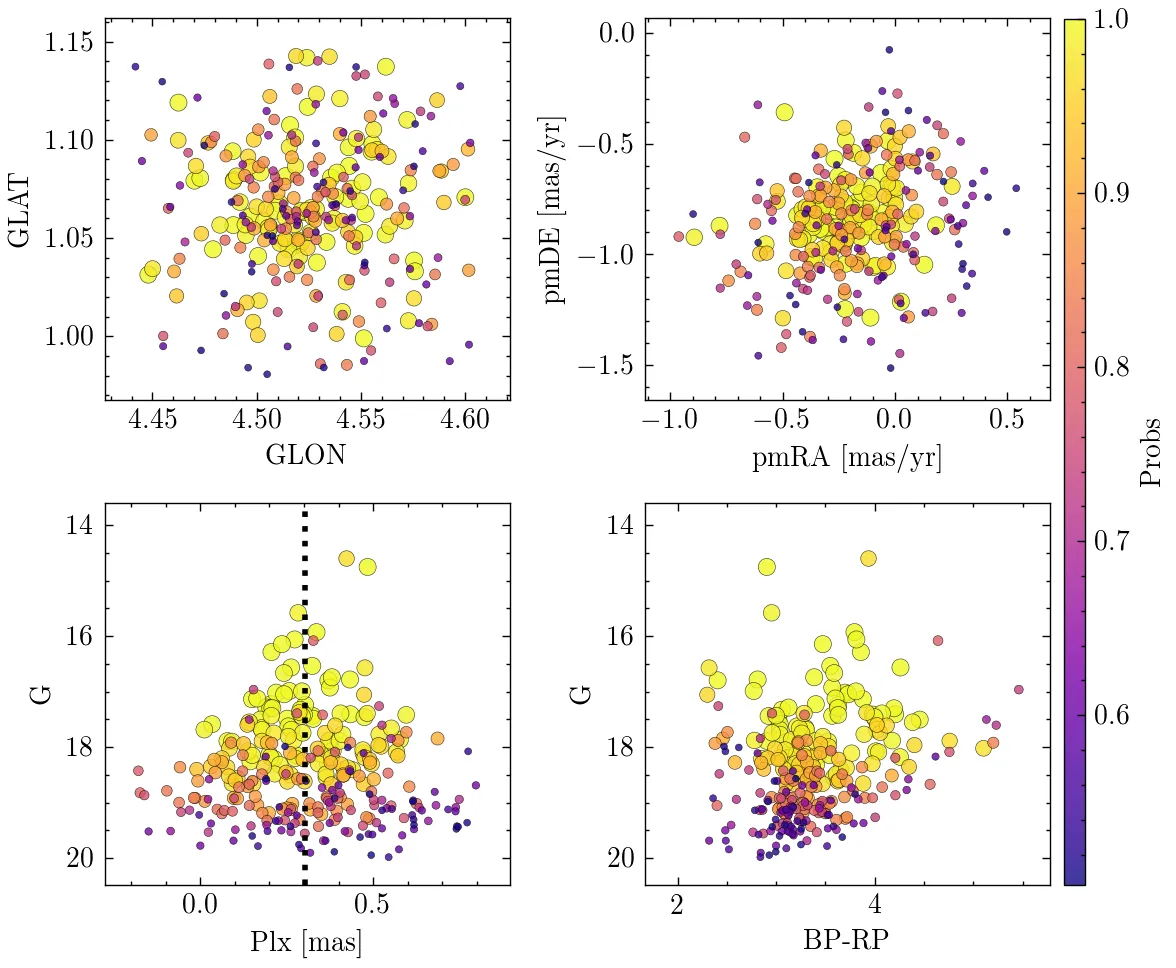 1.15
1.10
1.05
1.00
GLAT
4.45 4.50 4.55 4.60
GLON
0.0
−0.5
−1.0
−1.5
pmDE [mas/yr]
−1.0 −0.5 0.0 0.5
pmRA [mas/yr]
1.0
0.9
0.8
0.7
0.6
Probs
14
16
18
20
G
0.0 0.5
Plx [mas]
14
16
18
20
G
2 4
BP-RP